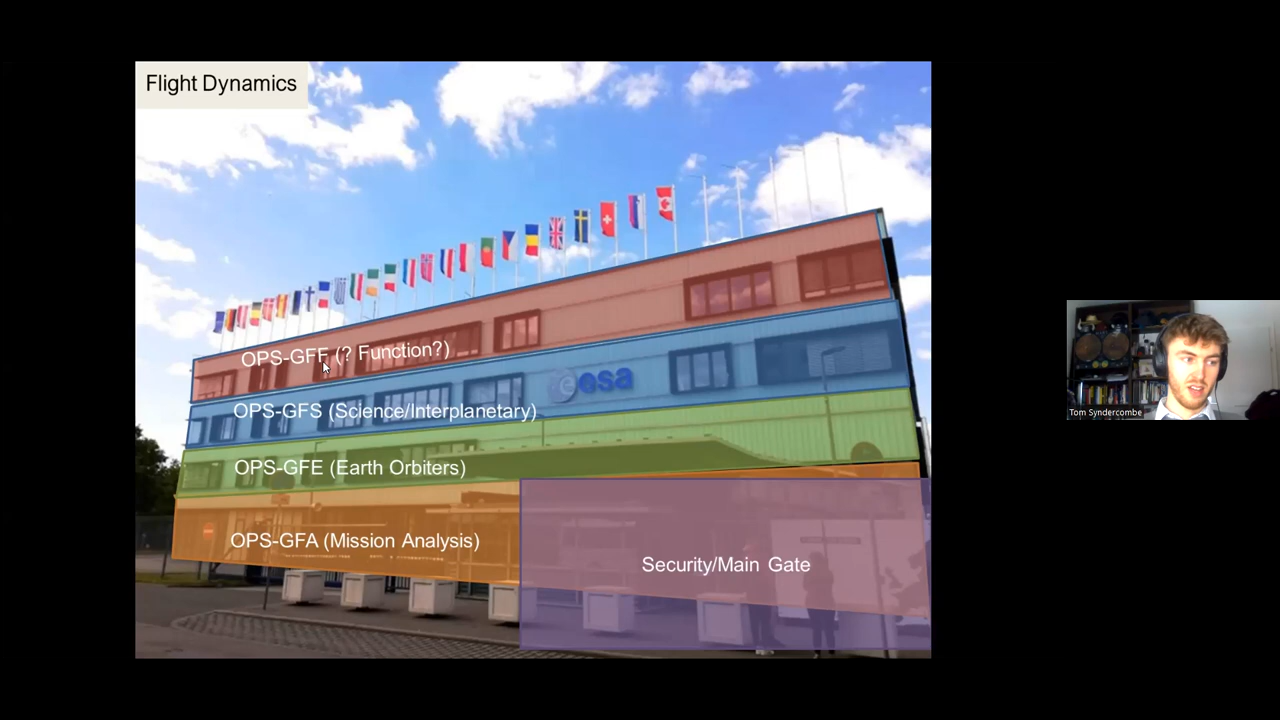 Flight Dynamics
esa
OPS-GFF (? Function?)
OPS-GFS (Science/Interplanetary)
OPS-GFE (Earth Orbiters)
OPS-GFA (Mission Analysis)
Security/Main Gate
Tom Syndercombe